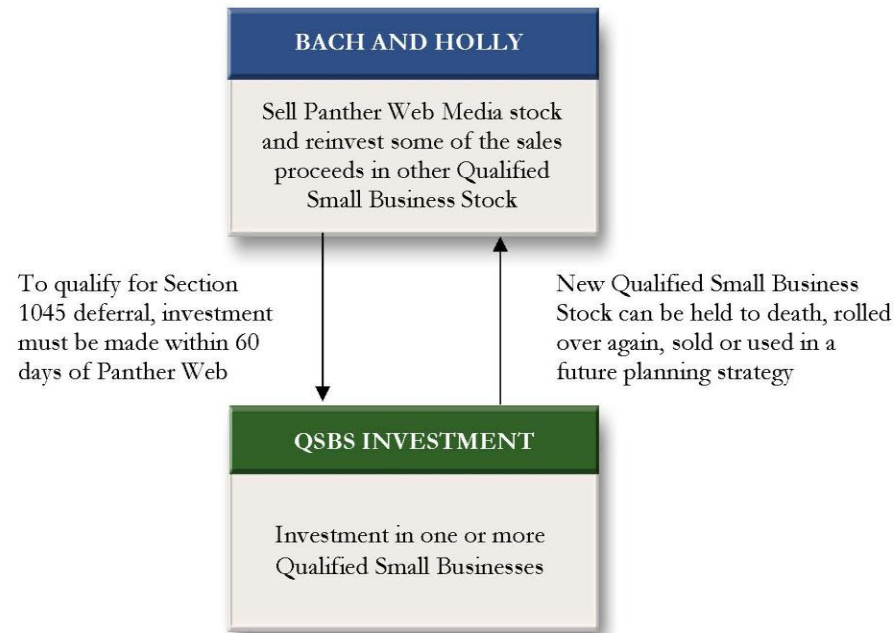 BACH AND HOLLY
Sell Panther Web Media stock
and reinvest some of the sales
proceeds in other Qualified
Small Business Stock
To qualify for Section
1045 deferral, investment
must be made within 60
days of Panther Web
New Qualified Small Business
Stock can be held to death, rolled
over again, sold or used in a
future planning strategy
QSBS INVESTMENT
Investment in one or more
Qualified Small Businesses